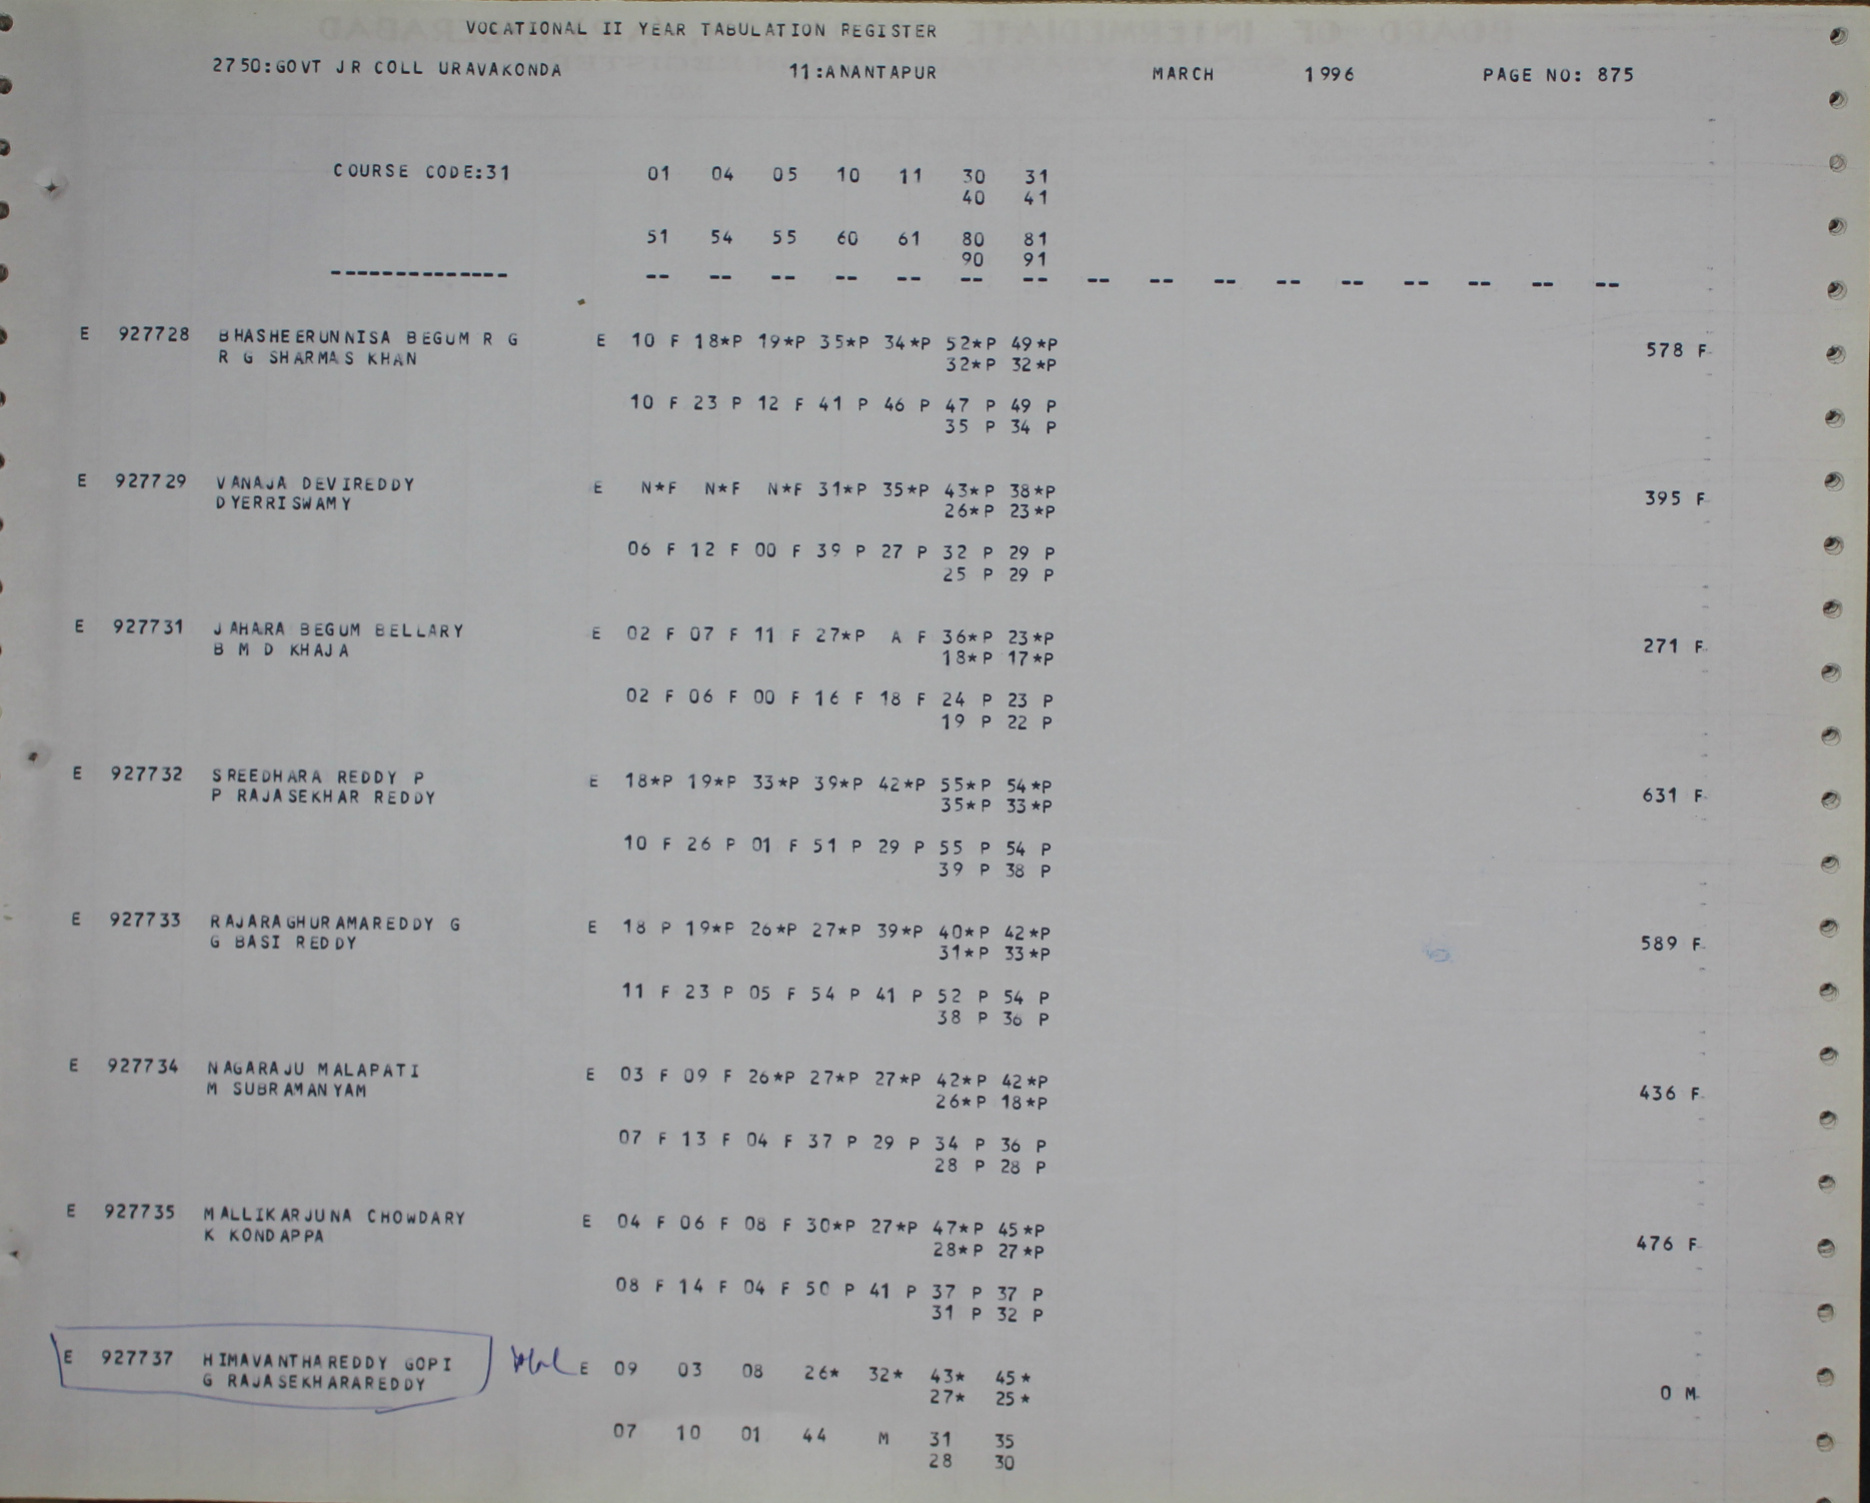 VOCATIONAL II YEAR TABULATION REGISTER
2750:GOVT JR COLL URAVAKONDA 11:ANANTAPUR MARCH 1996 PAGE NO: 875
COURSE CODE:31 01 04 05 10 11 30 31
40 41
51 54 55 60 61 80 81
90 91
-------------- -- -- -- -- -- -- -- -- -- -- -- -- -- -- -- --
E 927728 BHASHEERUNNISA BEGUM R G E 10 F 18*P 19*P 35*P 34*P 52*P 49*P 578 F
R G SHARMAS KHAN 32*P 32*P
10 F 23 P 12 F 41 P 46 P 47 P 49 P
35 P 34 P
E 927729 VANAJA DEVIREDDY E N*F N*F N*F 31*P 35*P 43*P 38*P 395 F
DYERRISWAMY 26*P 23*P
06 F 12 F 00 F 39 P 27 P 32 P 29 P
25 P 29 P
E 927731 JAHARA BEGUM BELLARY E 02 F 07 F 11 F 27*P A F 36*P 23*P 271 F
B M D KHAJA 18*P 17*P
02 F 06 F 00 F 16 F 18 F 24 P 23 P
19 P 22 P
E 927732 SREEDHARA REDDY P E 18*P 19*P 33*P 39*P 42*P 55*P 54*P 631 F
P RAJASEKHAR REDDY 35*P 33*P
10 F 26 P 01 F 51 P 29 P 55 P 54 P
39 P 38 P
E 927733 RAJARAGHURAMAREDDY G E 18 P 19*P 26*P 27*P 39*P 40*P 42*P 589 F
G BASI REDDY 31*P 33*P
11 F 23 P 05 F 54 P 41 P 52 P 54 P
38 P 36 P
E 927734 NAGARAJU MALAPATI E 03 F 09 F 26*P 27*P 27*P 42*P 42*P 436 F
M SUBRAMANYAM 26*P 18*P
07 F 13 F 04 F 37 P 29 P 34 P 36 P
28 P 28 P
E 927735 MALLIKARJUNA CHOWDARY E 04 F 06 F 08 F 30*P 27*P 47*P 45*P 476 F
K KONDAPPA 28*P 27*P
08 F 14 F 04 F 50 P 41 P 37 P 37 P
31 P 32 P
E 927737 HIMAVANTHAREDDY GOPI E 09 03 08 26* 32* 43* 45* 0 M
G RAJASEKHARAREDDY 27* 25*
07 10 01 44 M 31 35
28 30